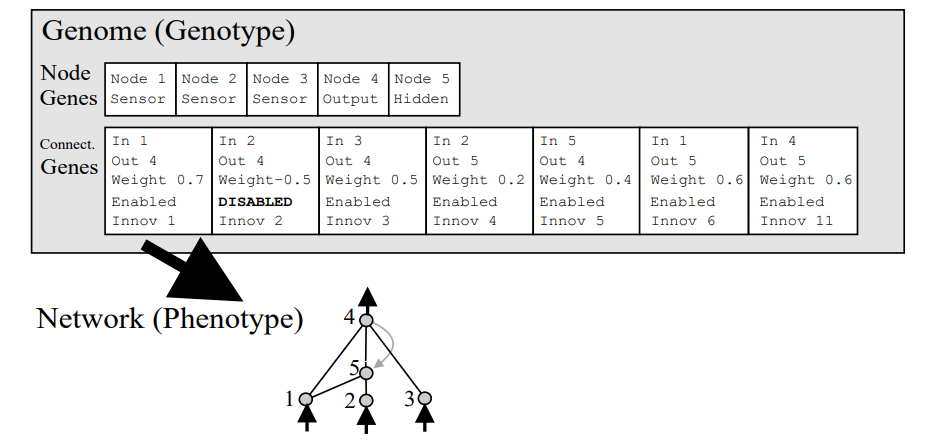 Genome (Genotype)
Node Genes
Node 1 Sensor
Node 2 Sensor
Node 3 Sensor
Node 4 Output
Node 5 Hidden
Connect. Genes
In 1
Out 4
Weight 0.7
Enabled
Innov 1
In 2
Out 4
Weight-0.5
DISABLED
Innov 2
In 3
Out 4
Weight 0.5
Enabled
Innov 3
In 2
Out 5
Weight 0.2
Enabled
Innov 4
In 5
Out 4
Weight 0.4
Enabled
Innov 5
In 1
Out 5
Weight 0.6
Enabled
Innov 6
In 4
Out 5
Weight 0.6
Enabled
Innov 11
Network (Phenotype)
4
5
1
2
3